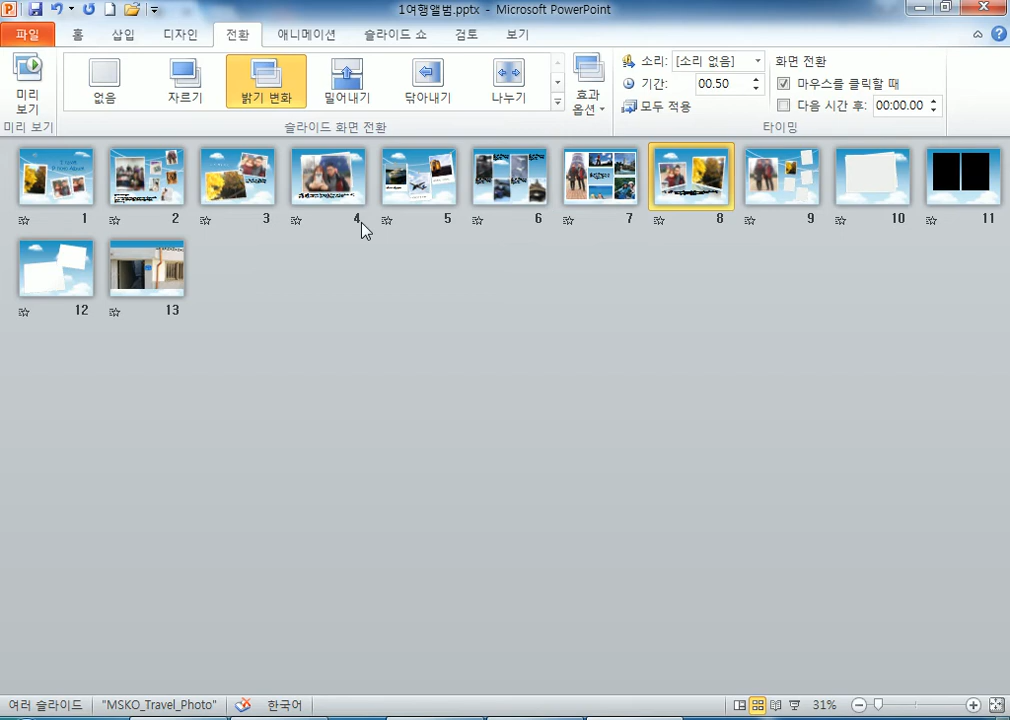 1여행앨범.pptx - Microsoft PowerPoint
파일 홈 삽입 디자인 전환 애니메이션 슬라이드 쇼 검토 보기
미리 보기
없음 자르기 밝기 변화 밀어내기 닦아내기 나누기
효과 옵션
소리: [소리 없음]
기간: 00.50
모두 적용
화면 전환
마우스를 클릭할 때
다음 시간 후: 00:00.00
미리 보기 슬라이드 화면 전환 타이밍
1 2 3 4 5 6 7 8 9 10 11
12 13
여러 슬라이드 "MSKO_Travel_Photo" 한국어 31%